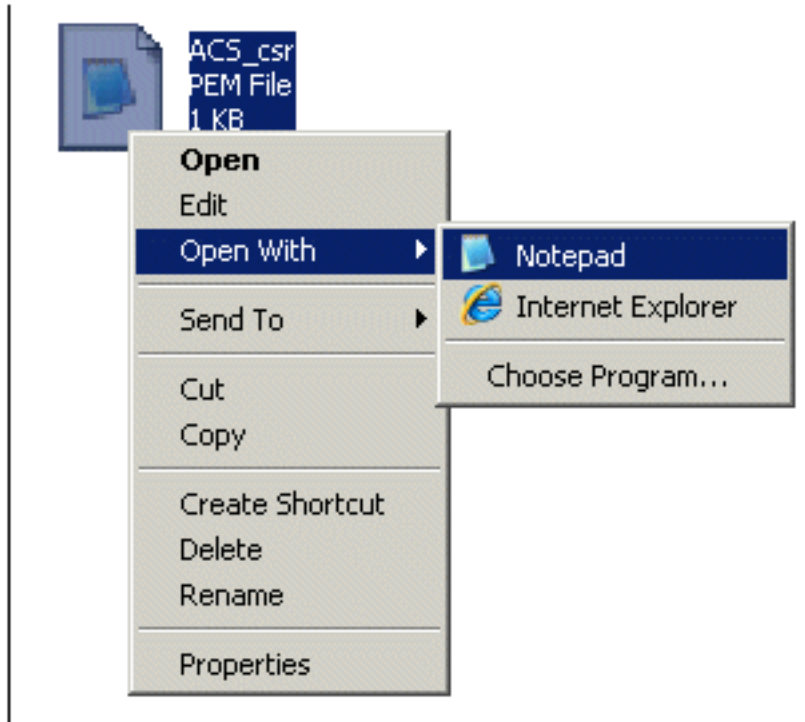 ACS_csr
PEM File
1 KB
Open
Edit
Open With
Notepad
Internet Explorer
Choose Program...
Send To
Cut
Copy
Create Shortcut
Delete
Rename
Properties